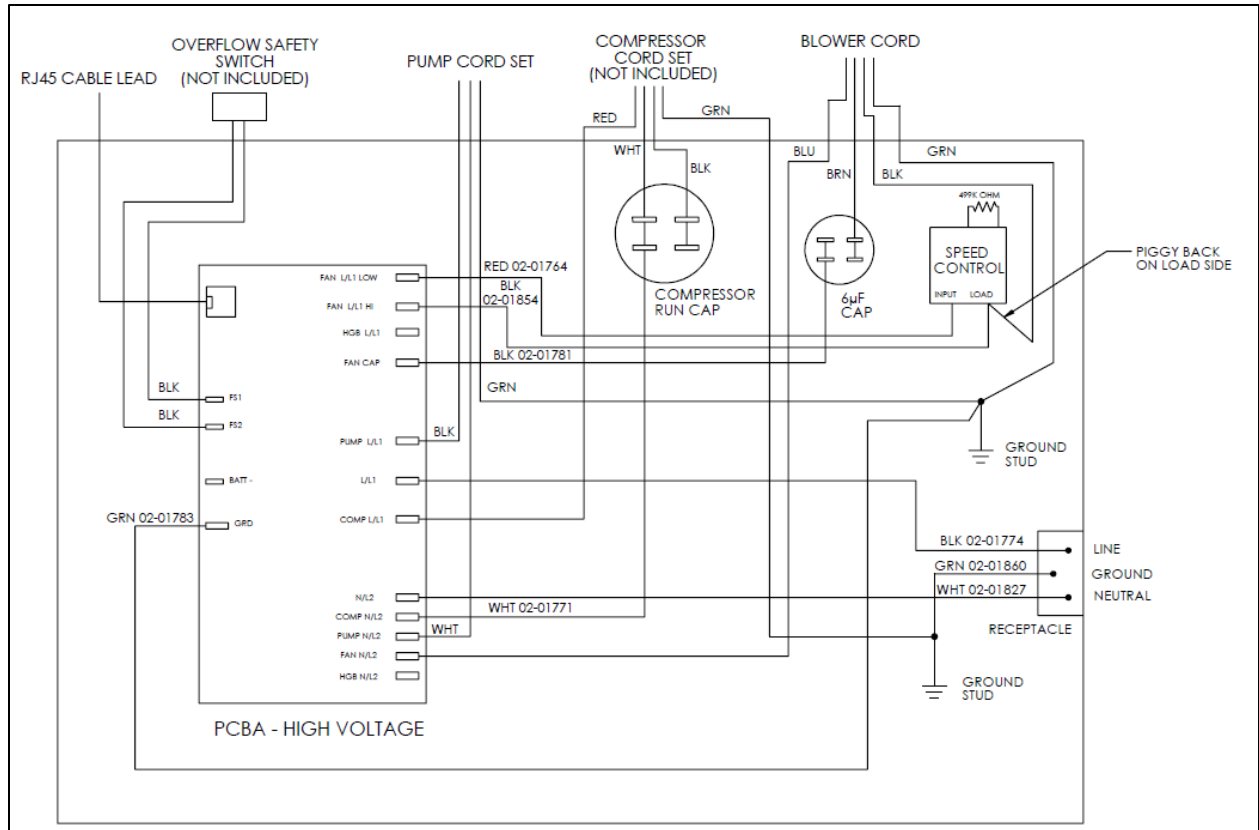 RJ45 CABLE LEAD
OVERFLOW SAFETY
SWITCH
(NOT INCLUDED)
PUMP CORD SET
COMPRESSOR
CORD SET
(NOT INCLUDED)
BLOWER CORD
RED
GRN
WHT
BLK
BLU
BRN
BLK
GRN
499K OHM
SPEED
CONTROL
INPUT
LOAD
PIGGY BACK
ON LOAD SIDE
COMPRESSOR
RUN CAP
6µF
CAP
RED 02-01764
BLK
02-01854
BLK 02-01781
GRN
BLK
BLK
BLK
FAN L/L1 LOW
FAN L/L1 HI
HGB L/L1
FAN CAP
FS1
FS2
PUMP L/L1
BATT -
L/L1
GRN 02-01783
GRD
COMP L/L1
N/L2
COMP N/L2
PUMP N/L2
FAN N/L2
HGB N/L2
WHT 02-01771
WHT
GROUND
STUD
BLK 02-01774
LINE
GRN 02-01860
GROUND
WHT 02-01827
NEUTRAL
RECEPTACLE
GROUND
STUD
PCBA - HIGH VOLTAGE